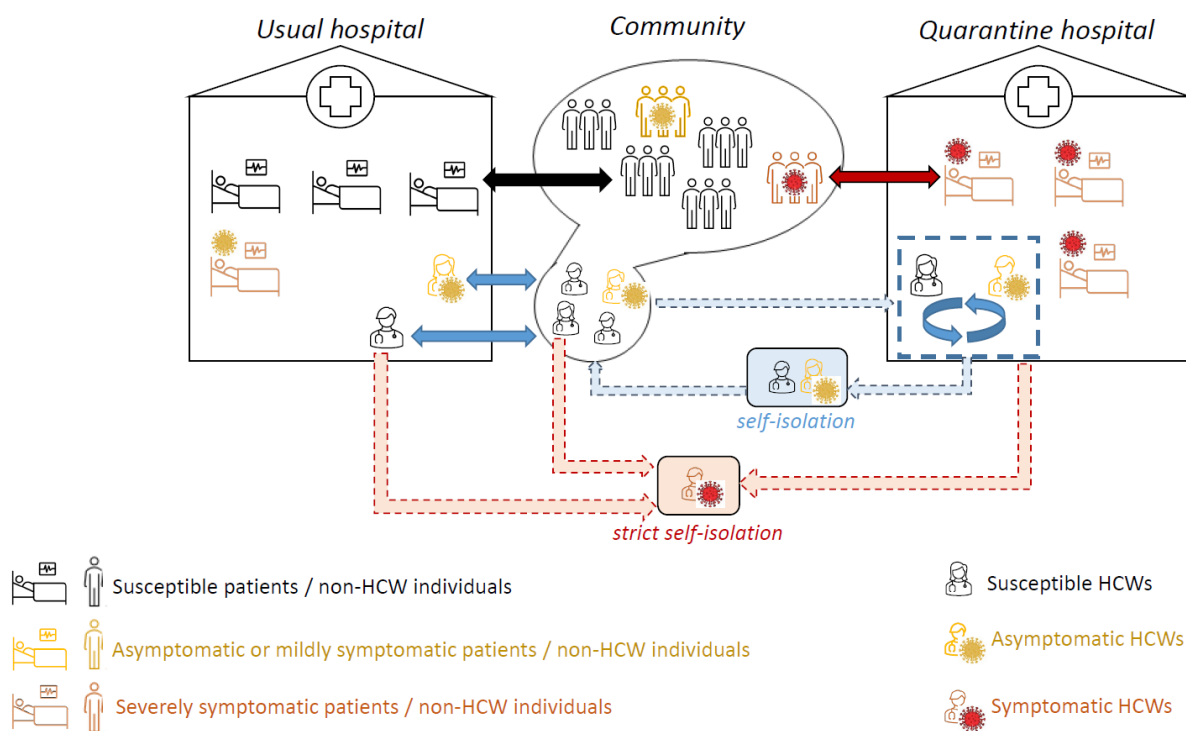 Usual hospital
Community
Quarantine hospital
self-isolation
strict self-isolation
Susceptible patients / non-HCW individuals
Susceptible HCWs
Asymptomatic or mildly symptomatic patients / non-HCW individuals
Asymptomatic HCWs
Severely symptomatic patients / non-HCW individuals
Symptomatic HCWs